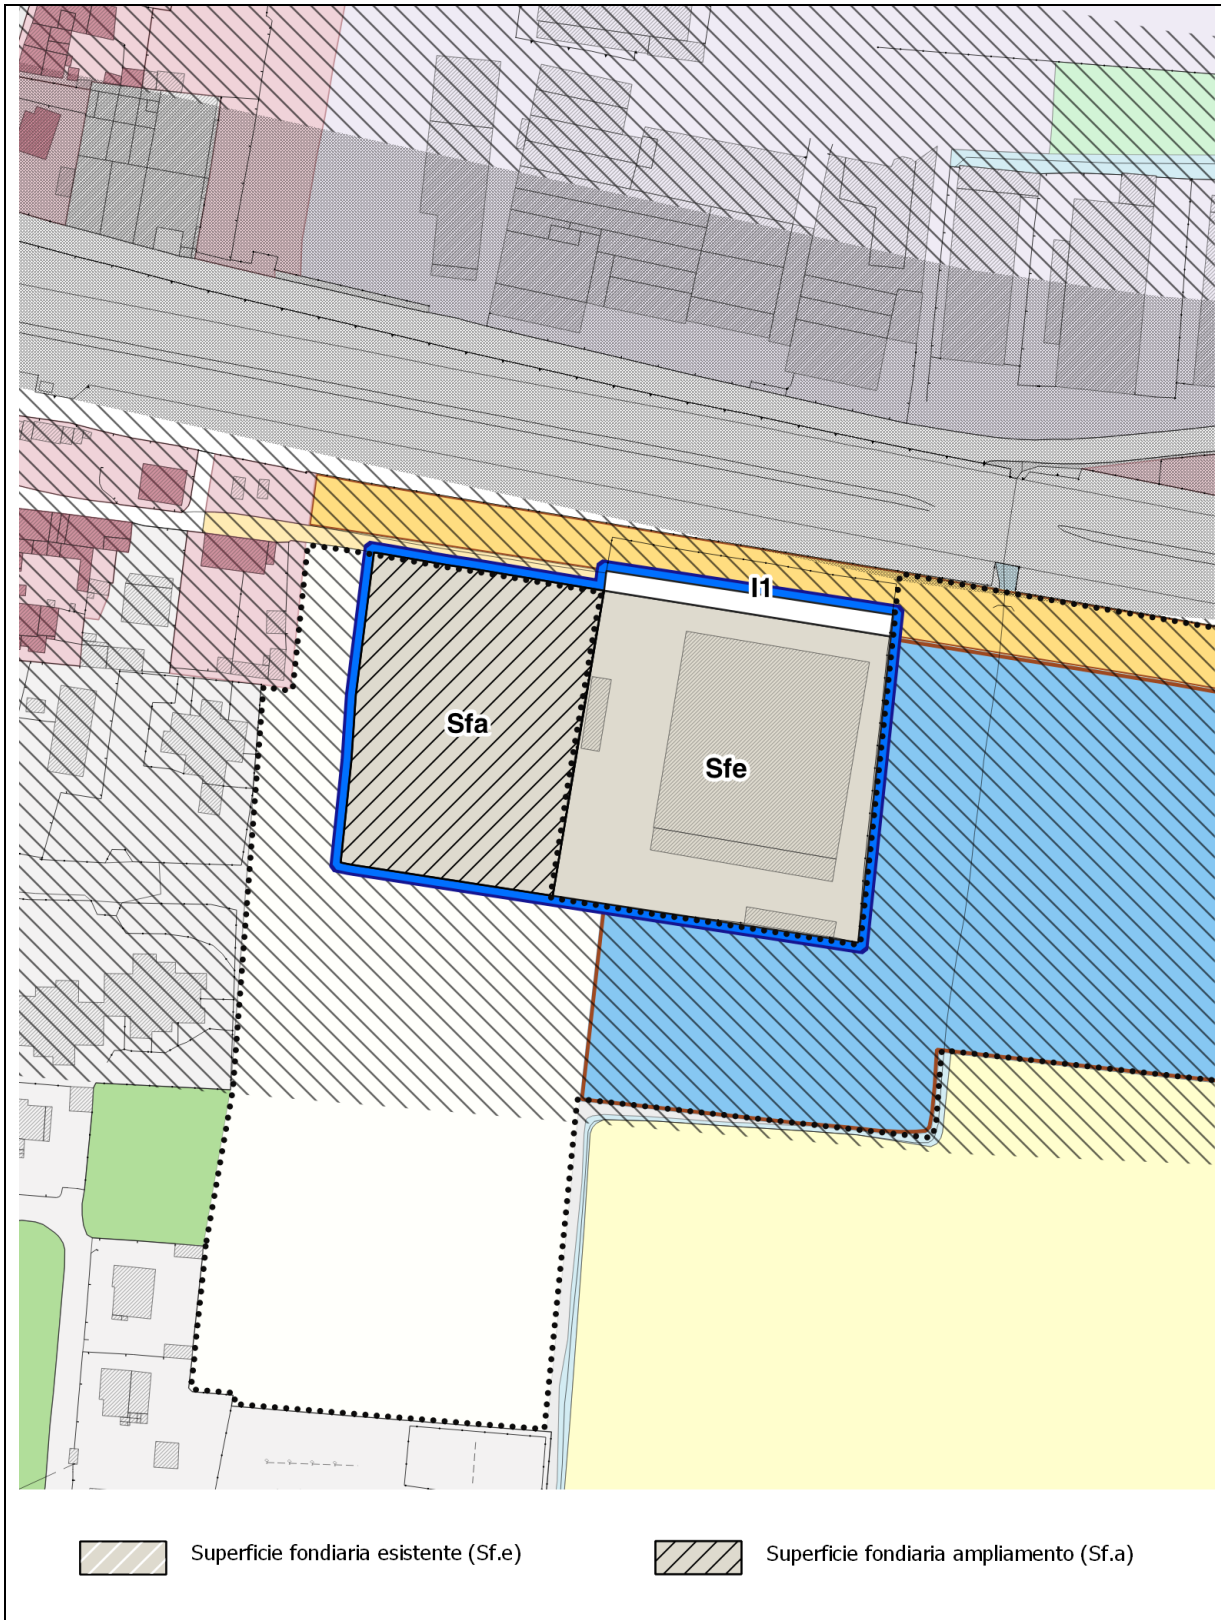 I1
Sfa
Sfe
Superficie fondiaria esistente (Sf.e)
Superficie fondiaria ampliamento (Sf.a)